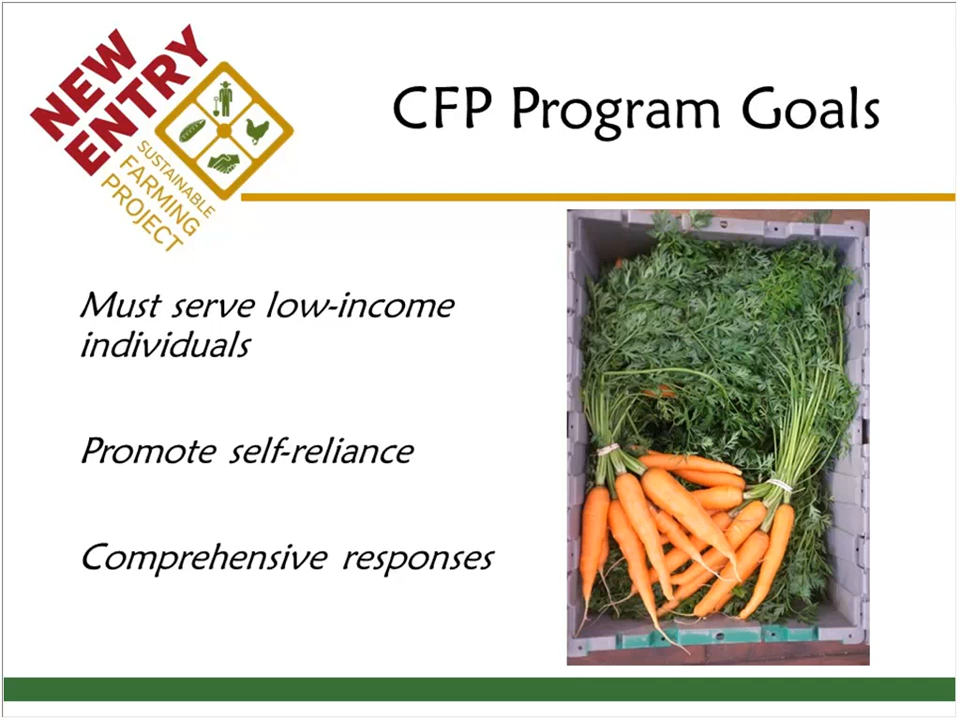 NEW
ENTRY
SUSTAINABLE
FARMING
PROJECT
CFP Program Goals
Must serve low-income
individuals
Promote self-reliance
Comprehensive responses